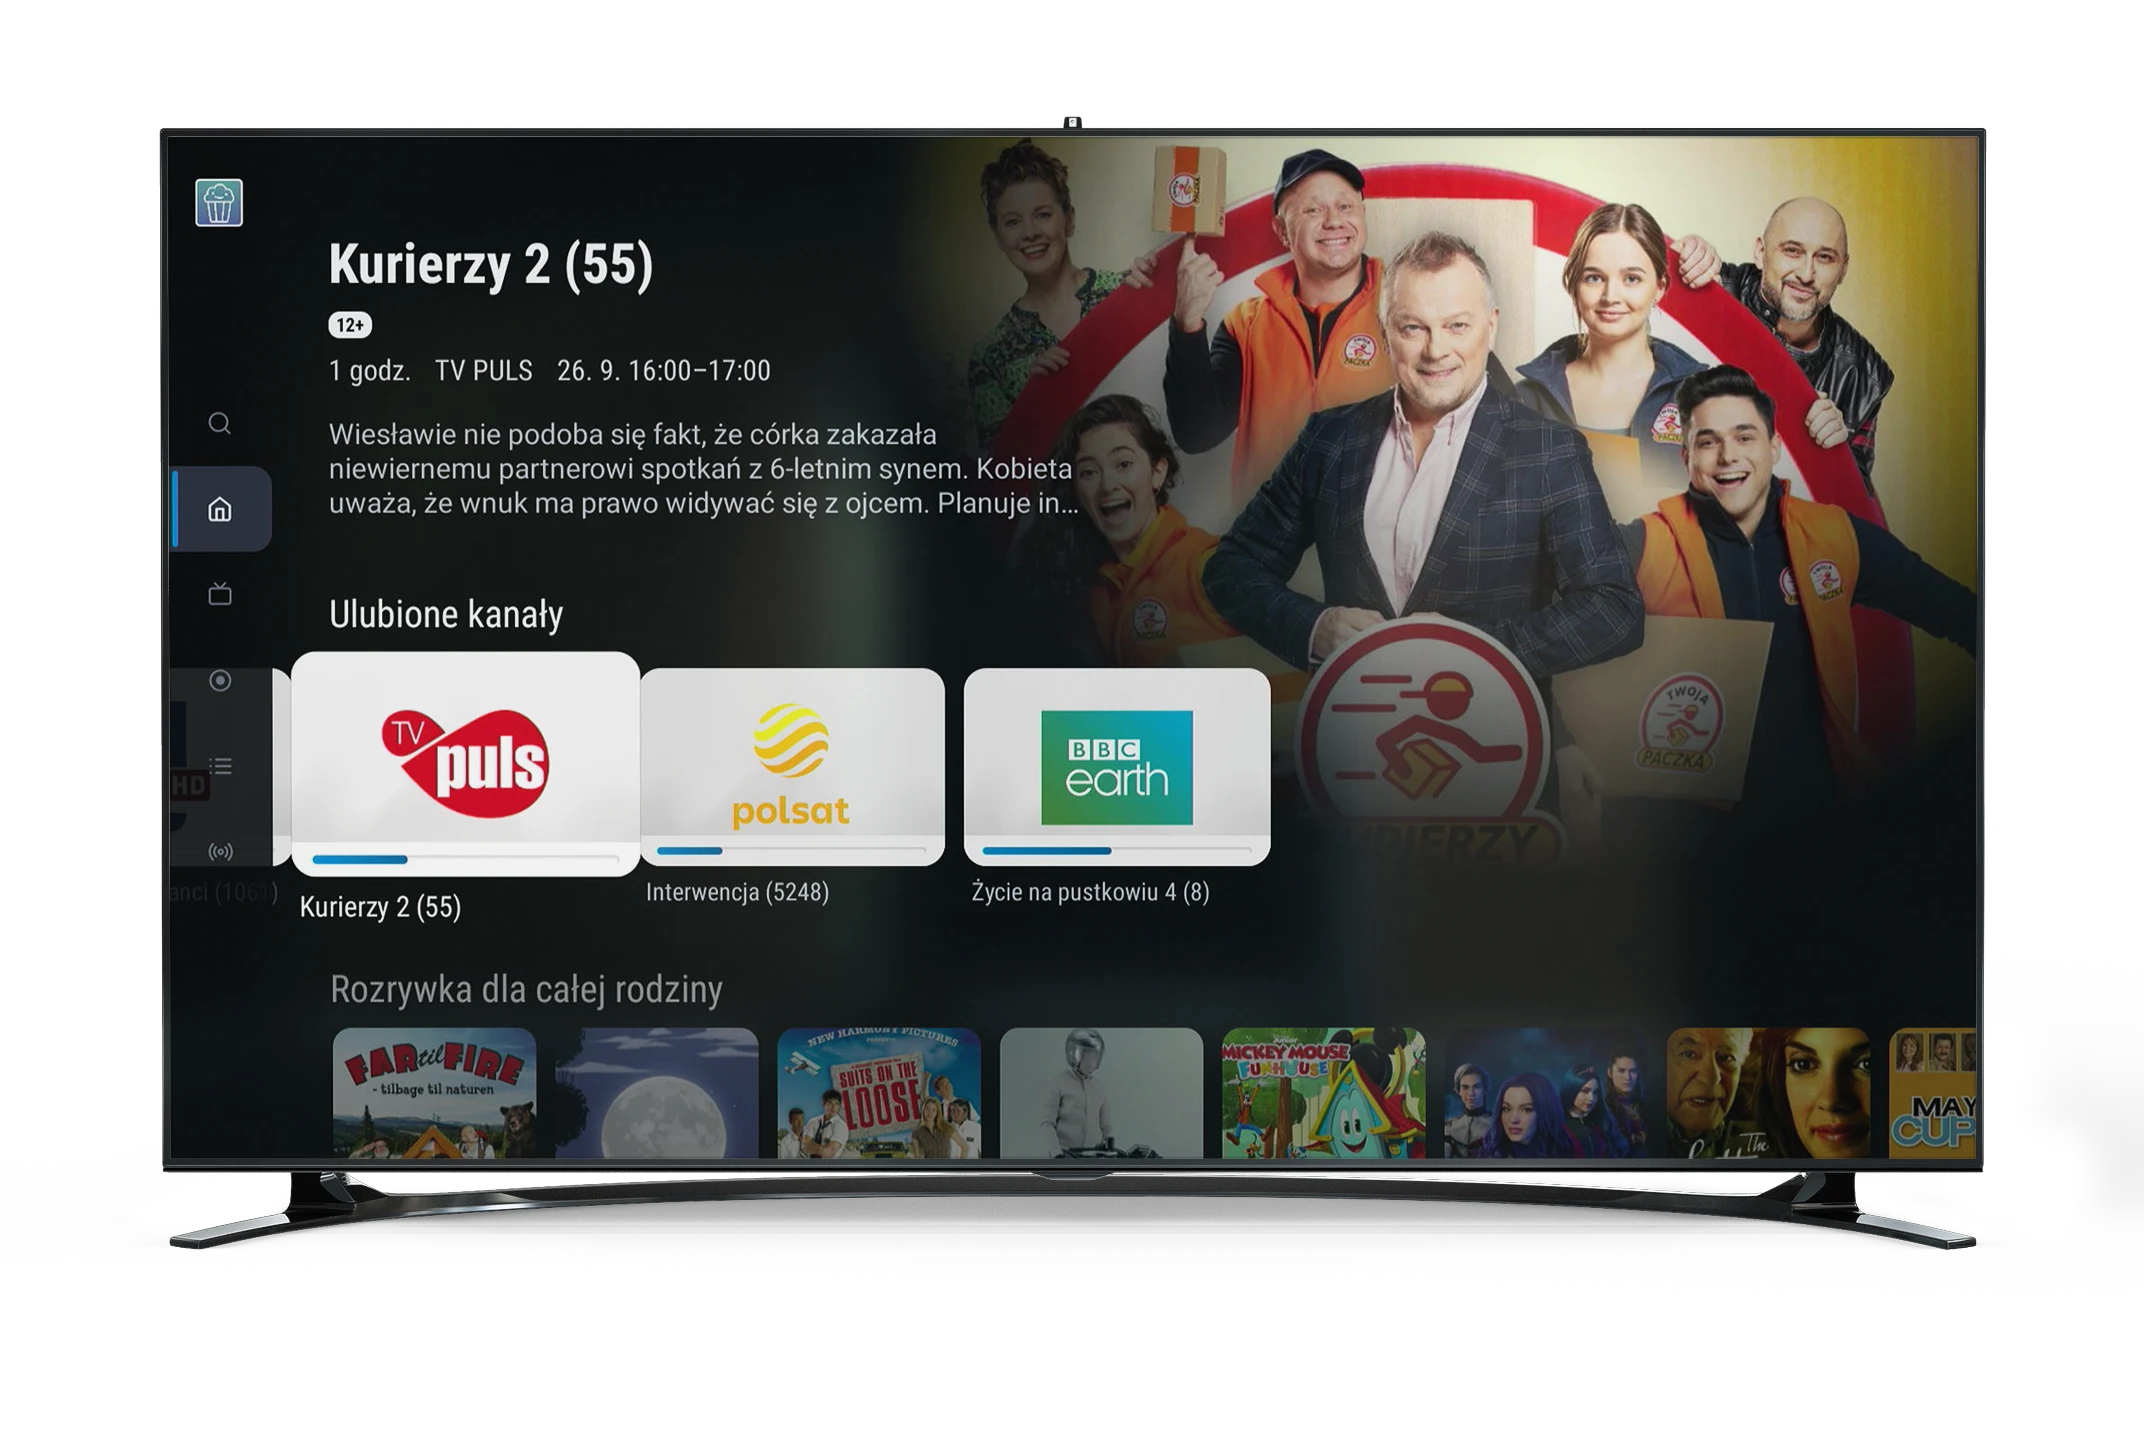 Kurierzy 2 (55)
12+
1 godz. TV PULS 26. 9. 16:00–17:00
Wiesławie nie podoba się fakt, że córka zakazała
niewiernemu partnerowi spotkań z 6-letnim synem. Kobieta
uważa, że wnuk ma prawo widywać się z ojcem. Planuje in...
TWOJA
PACZKA
KURIERZY
Ulubione kanały
HD
TV
puls
polsat
BBC
earth
anci (1061)
Kurierzy 2 (55)
Interwencja (5248)
Życie na pustkowiu 4 (8)
Rozrywka dla całej rodziny
FAR til FIRE
- tilbage til naturen
NEW HARMONY PICTURES
SUITS ON THE
LOOSE
MICKEY MOUSE
FUNHOUSE
The
MAY
CUP